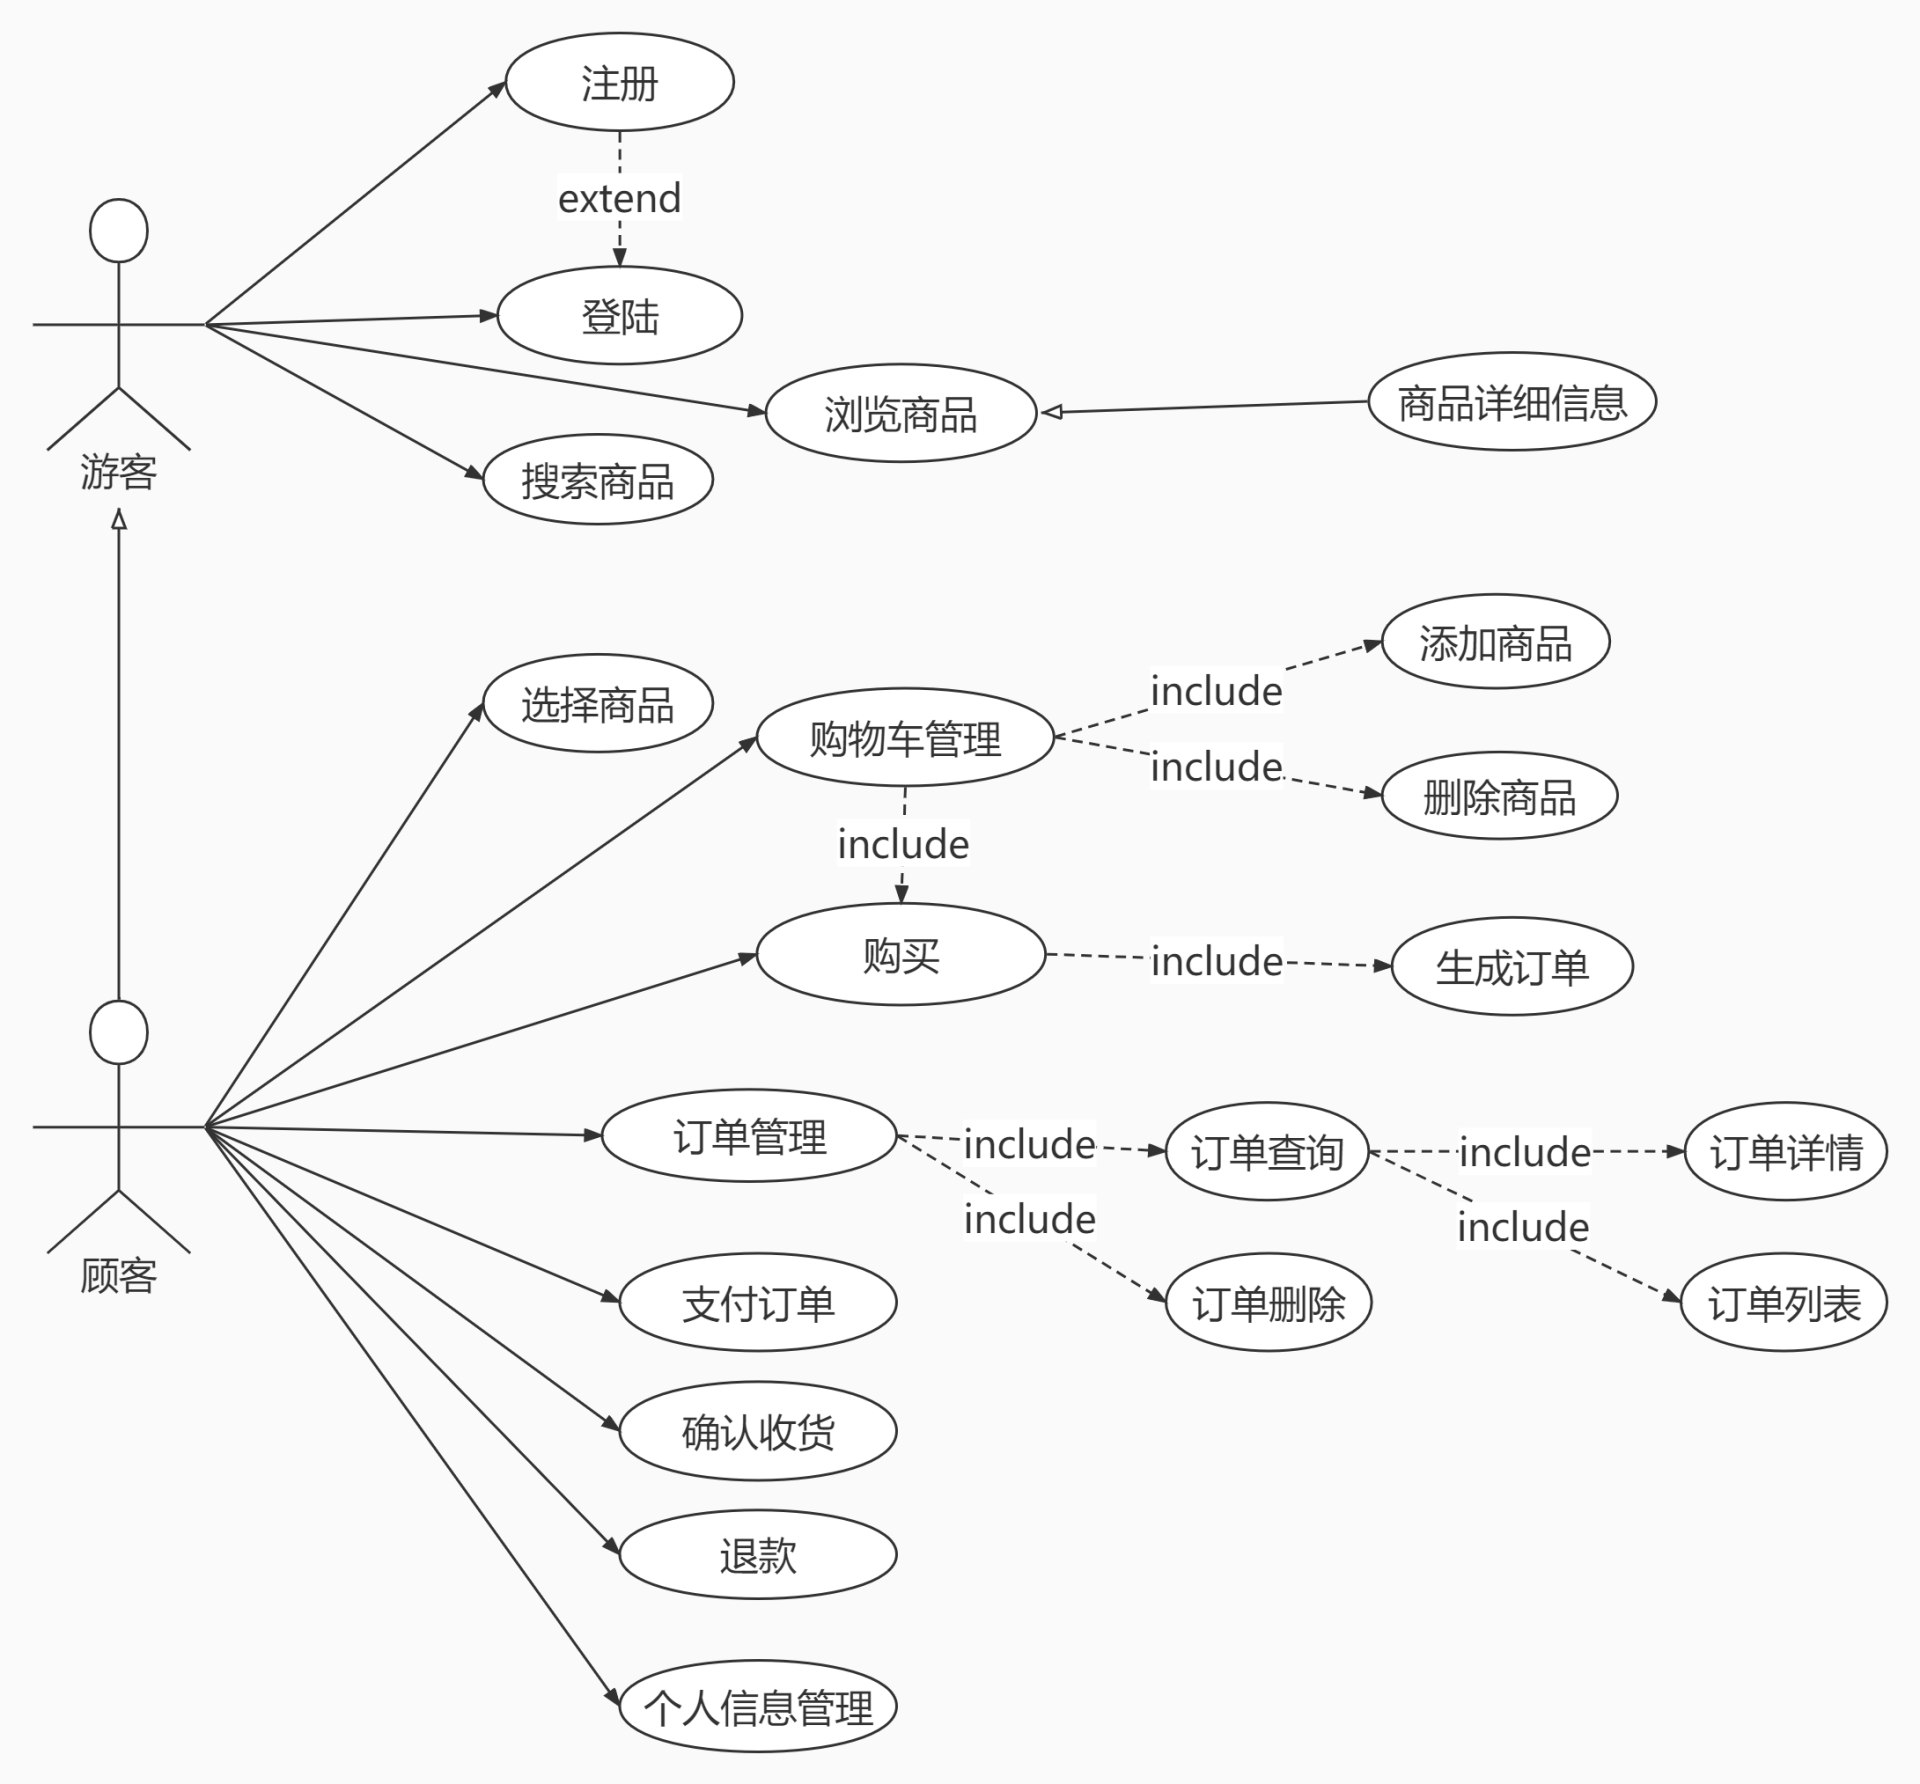 注册
extend
登陆
浏览商品
商品详细信息
游客
搜索商品
添加商品
选择商品
include
购物车管理
include
删除商品
include
购买
include
生成订单
订单管理
include
订单查询
include
订单详情
include
include
顾客
支付订单
订单删除
订单列表
确认收货
退款
个人信息管理